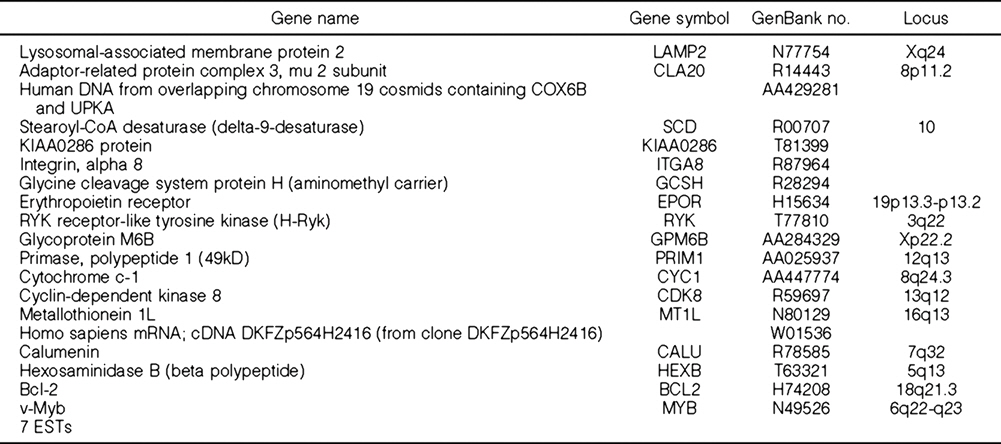 Gene name Gene symbol GenBank no. Locus
Lysosomal-associated membrane protein 2 LAMP2 N77754 Xq24
Adaptor-related protein complex 3, mu 2 subunit CLA20 R14443 8p11.2
Human DNA from overlapping chromosome 19 cosmids containing COX6B AA429281
and UPKA
Stearoyl-CoA desaturase (delta-9-desaturase) SCD R00707 10
KIAA0286 protein KIAA0286 T81399
Integrin, alpha 8 ITGA8 R87964
Glycine cleavage system protein H (aminomethyl carrier) GCSH R28294
Erythropoietin receptor EPOR H15634 19p13.3-p13.2
RYK receptor-like tyrosine kinase (H-Ryk) RYK T77810 3q22
Glycoprotein M6B GPM6B AA284329 Xp22.2
Primase, polypeptide 1 (49kD) PRIM1 AA025937 12q13
Cytochrome c-1 CYC1 AA447774 8q24.3
Cyclin-dependent kinase 8 CDK8 R59697 13q12
Metallothionein 1L MT1L N80129 16q13
Homo sapiens mRNA; cDNA DKFZp564H2416 (from clone DKFZp564H2416) W01536
Calumenin CALU R78585 7q32
Hexosaminidase B (beta polypeptide) HEXB T63321 5q13
Bcl-2 BCL2 H74208 18q21.3
v-Myb MYB N49526 6q22-q23
7 ESTs